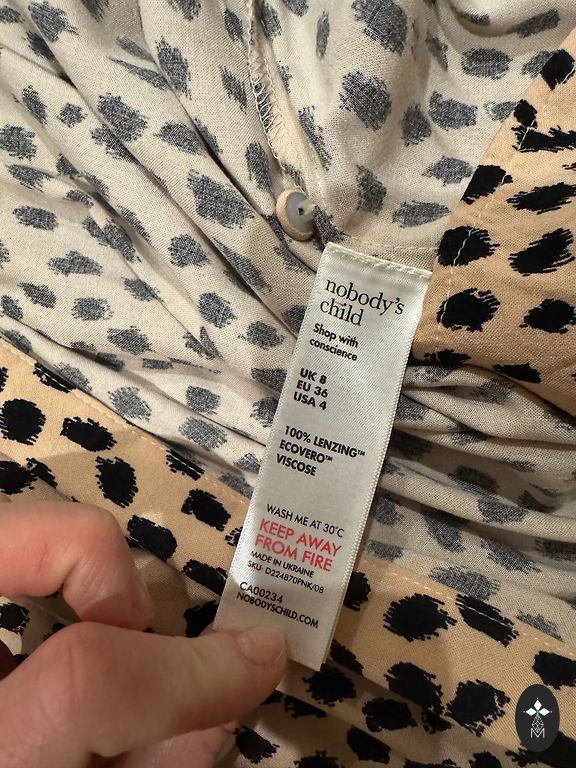 nobody's
child
Shop with
conscience
UK 8
EU 36
USA 4
100% LENZING™
ECOVERO™
VISCOSE
WASH ME AT 30°C
KEEP AWAY
FROM FIRE
MADE IN UKRAINE
SKU: D224870PNK/08
CA00234
NOBODYSCHILD.COM
M